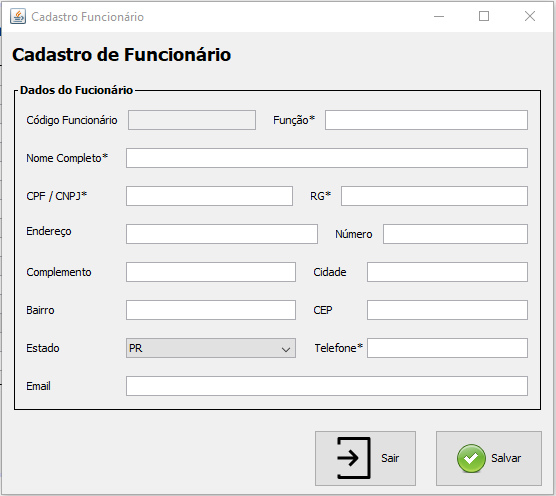 Cadastro Funcionário
Cadastro de Funcionário
Dados do Fucionário
Código Funcionário Função*
Nome Completo*
CPF / CNPJ* RG*
Endereço Número
Complemento Cidade
Bairro CEP
Estado PR Telefone*
Email
Sair Salvar